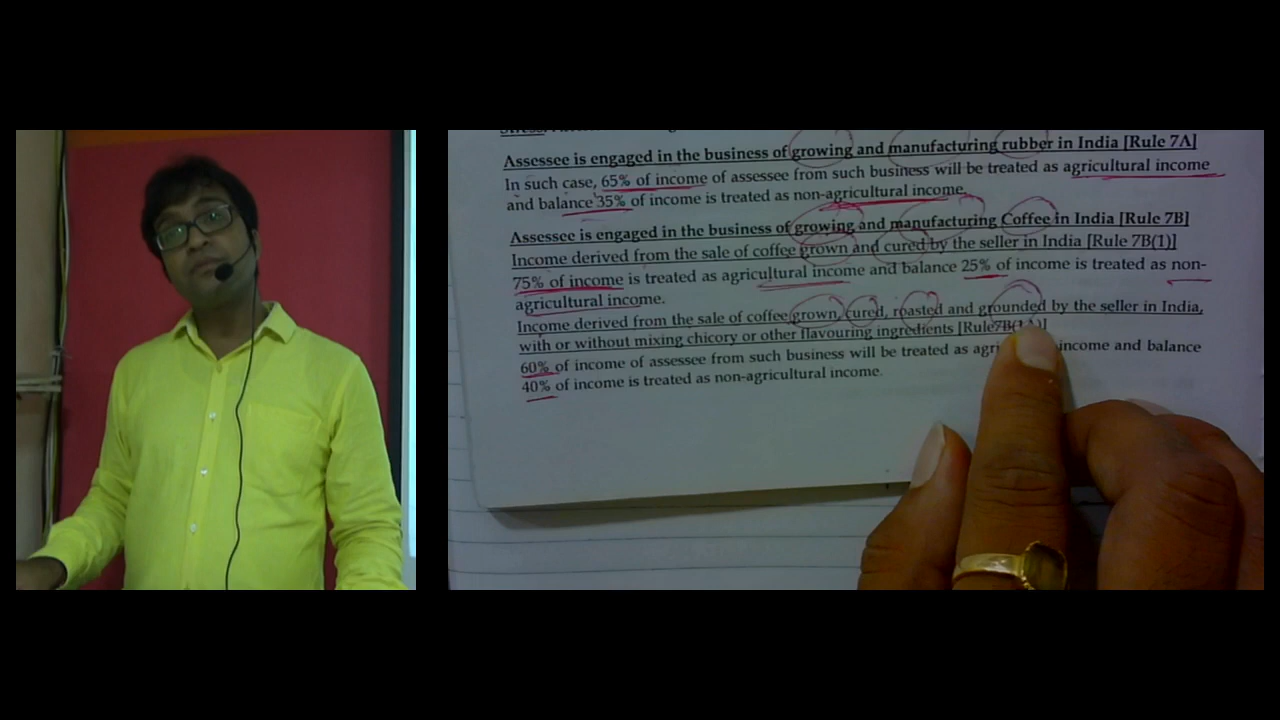 Assessee is engaged in the business of growing and manufacturing rubber in India [Rule 7A]
In such case, 65% of income of assessee from such business will be treated as agricultural income
and balance 35% of income is treated as non-agricultural income.
Assessee is engaged in the business of growing and manufacturing Coffee in India [Rule 7B]
Income derived from the sale of coffee grown and cured by the seller in India [Rule 7B(1)]
75% of income is treated as agricultural income and balance 25% of income is treated as non-
agricultural income.
Income derived from the sale of coffee grown, cured, roasted and grounded by the seller in India,
with or without mixing chicory or other flavouring ingredients
60% of income of assessee from such business will be treated as income and balance
40% of income is treated as non-agricultural income.